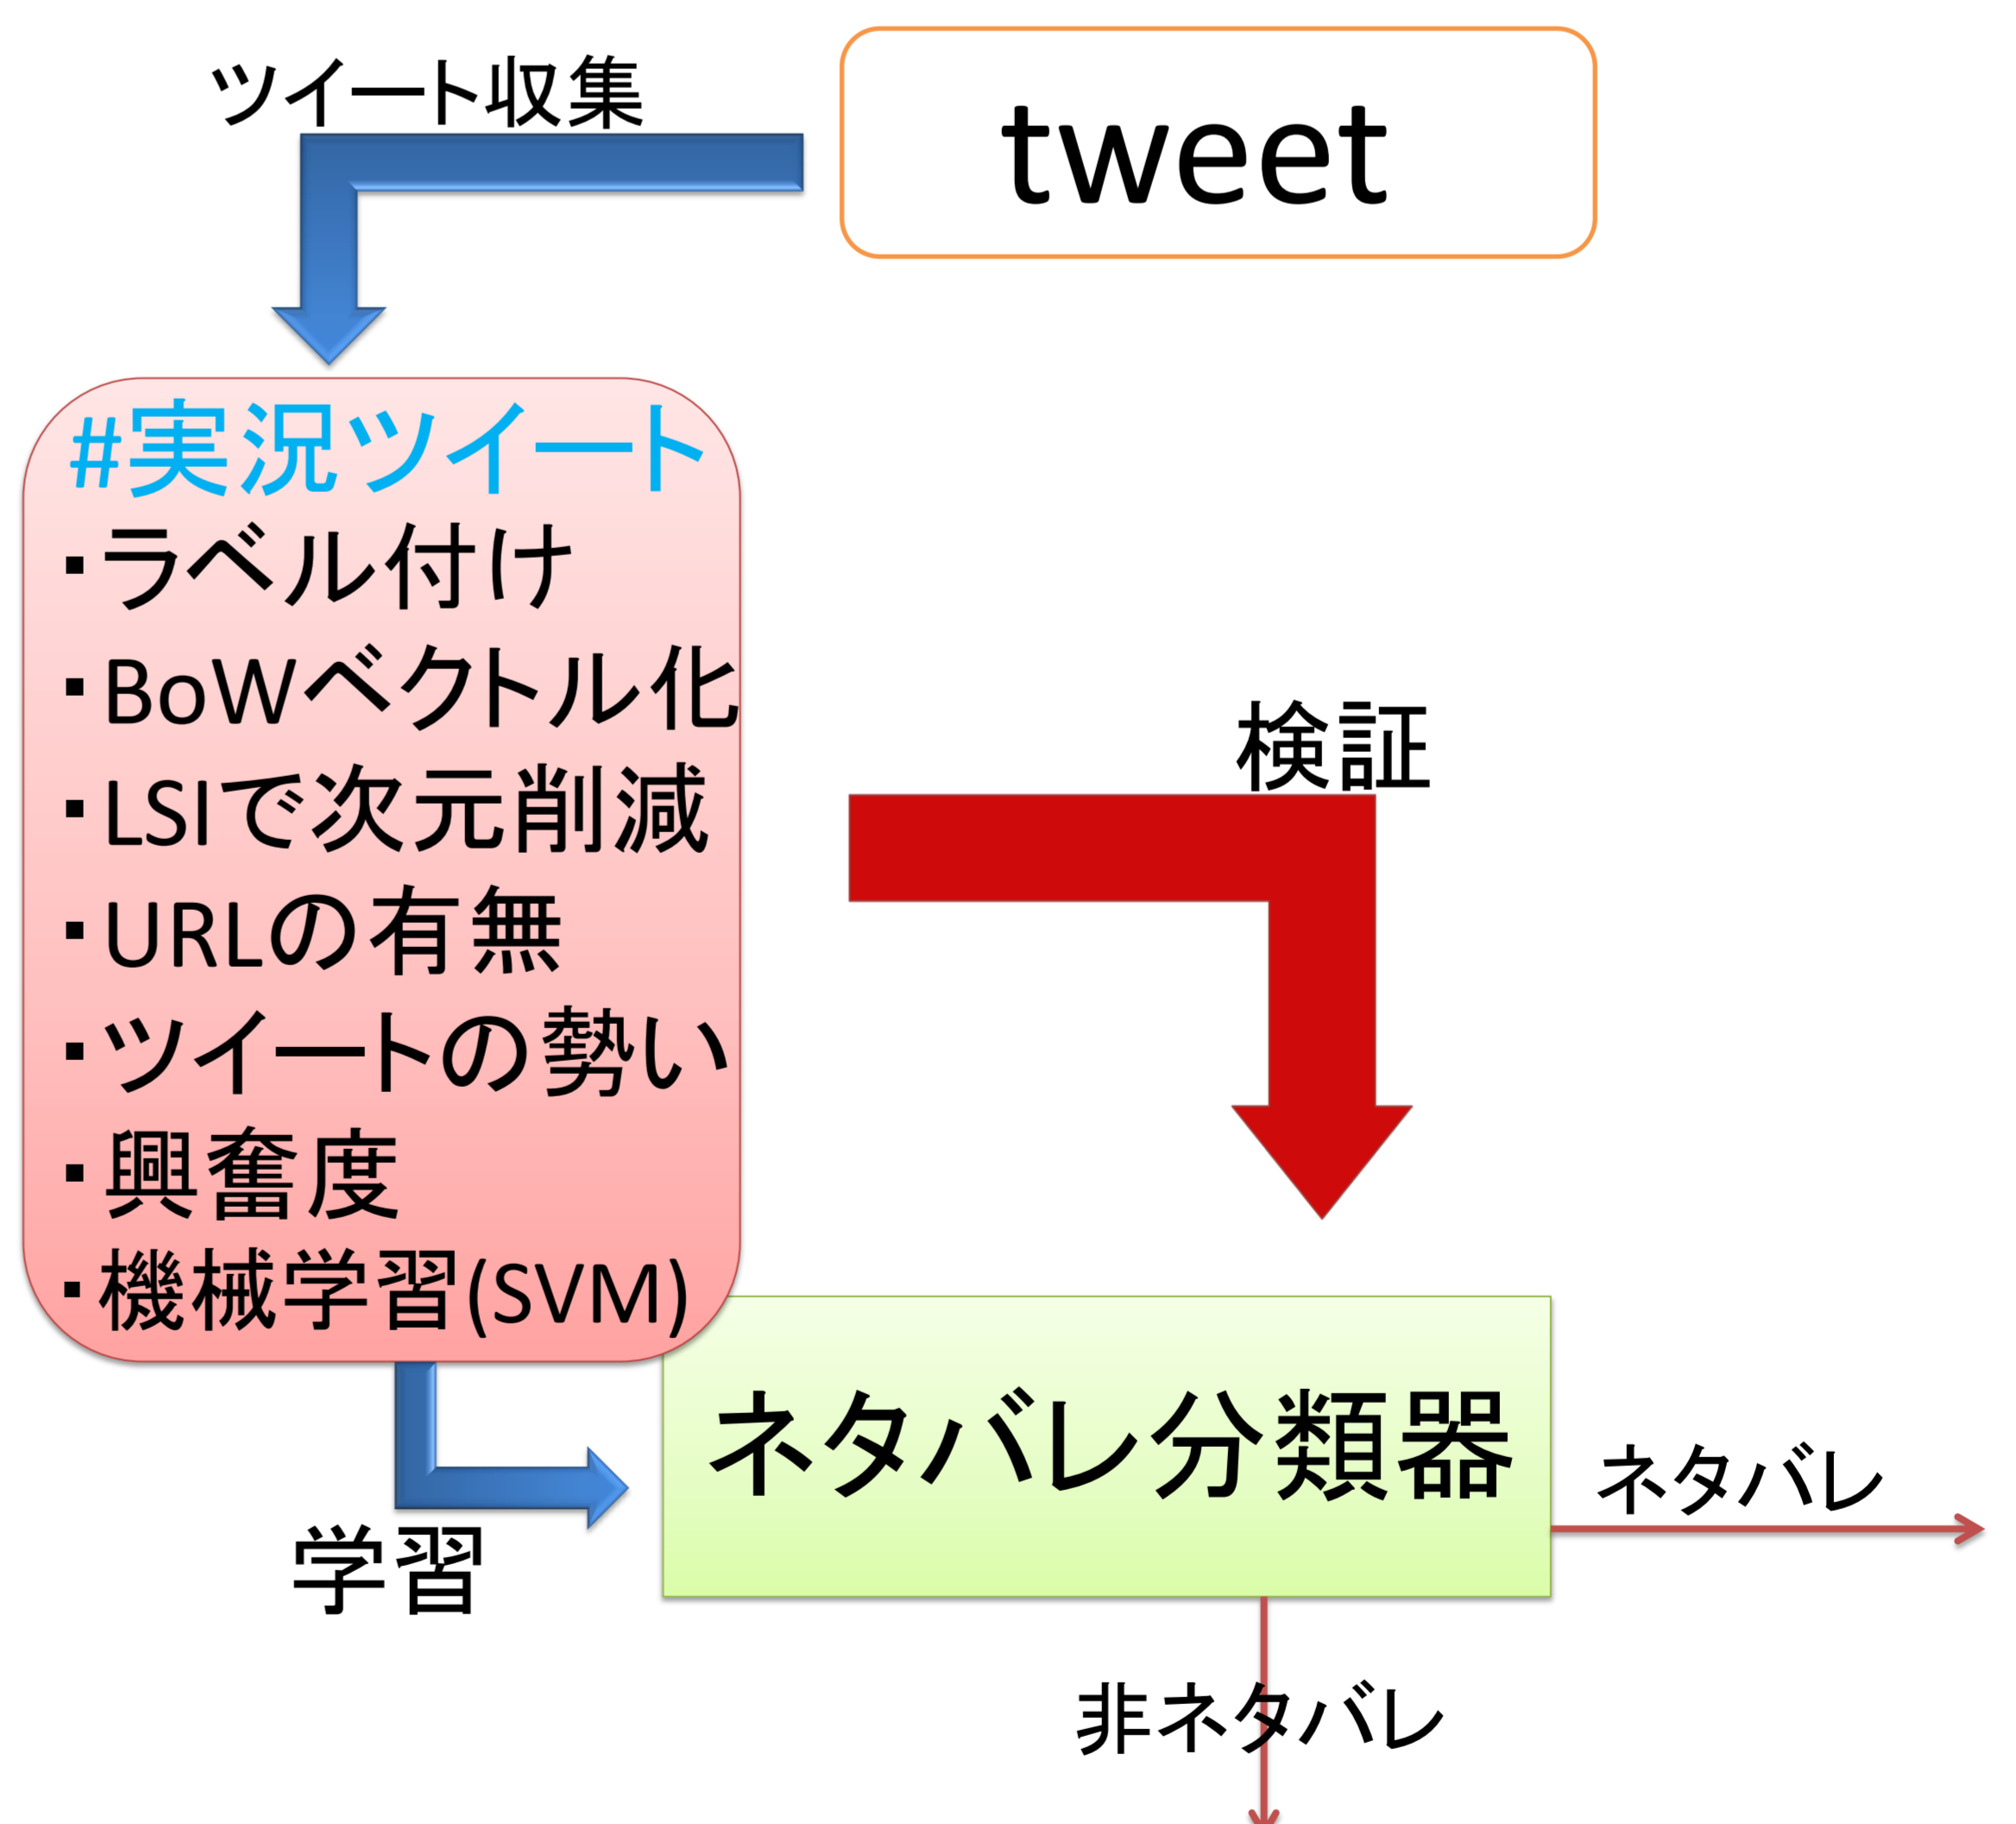 ツイート収集
tweet
#実況ツイート
・ラベル付け
・BoWベクトル化
・LSIで次元削減
・URLの有無
・ツイートの勢い
・興奮度
・機械学習(SVM)
検証
ネタバレ分類器
ネタバレ
学習
非ネタバレ